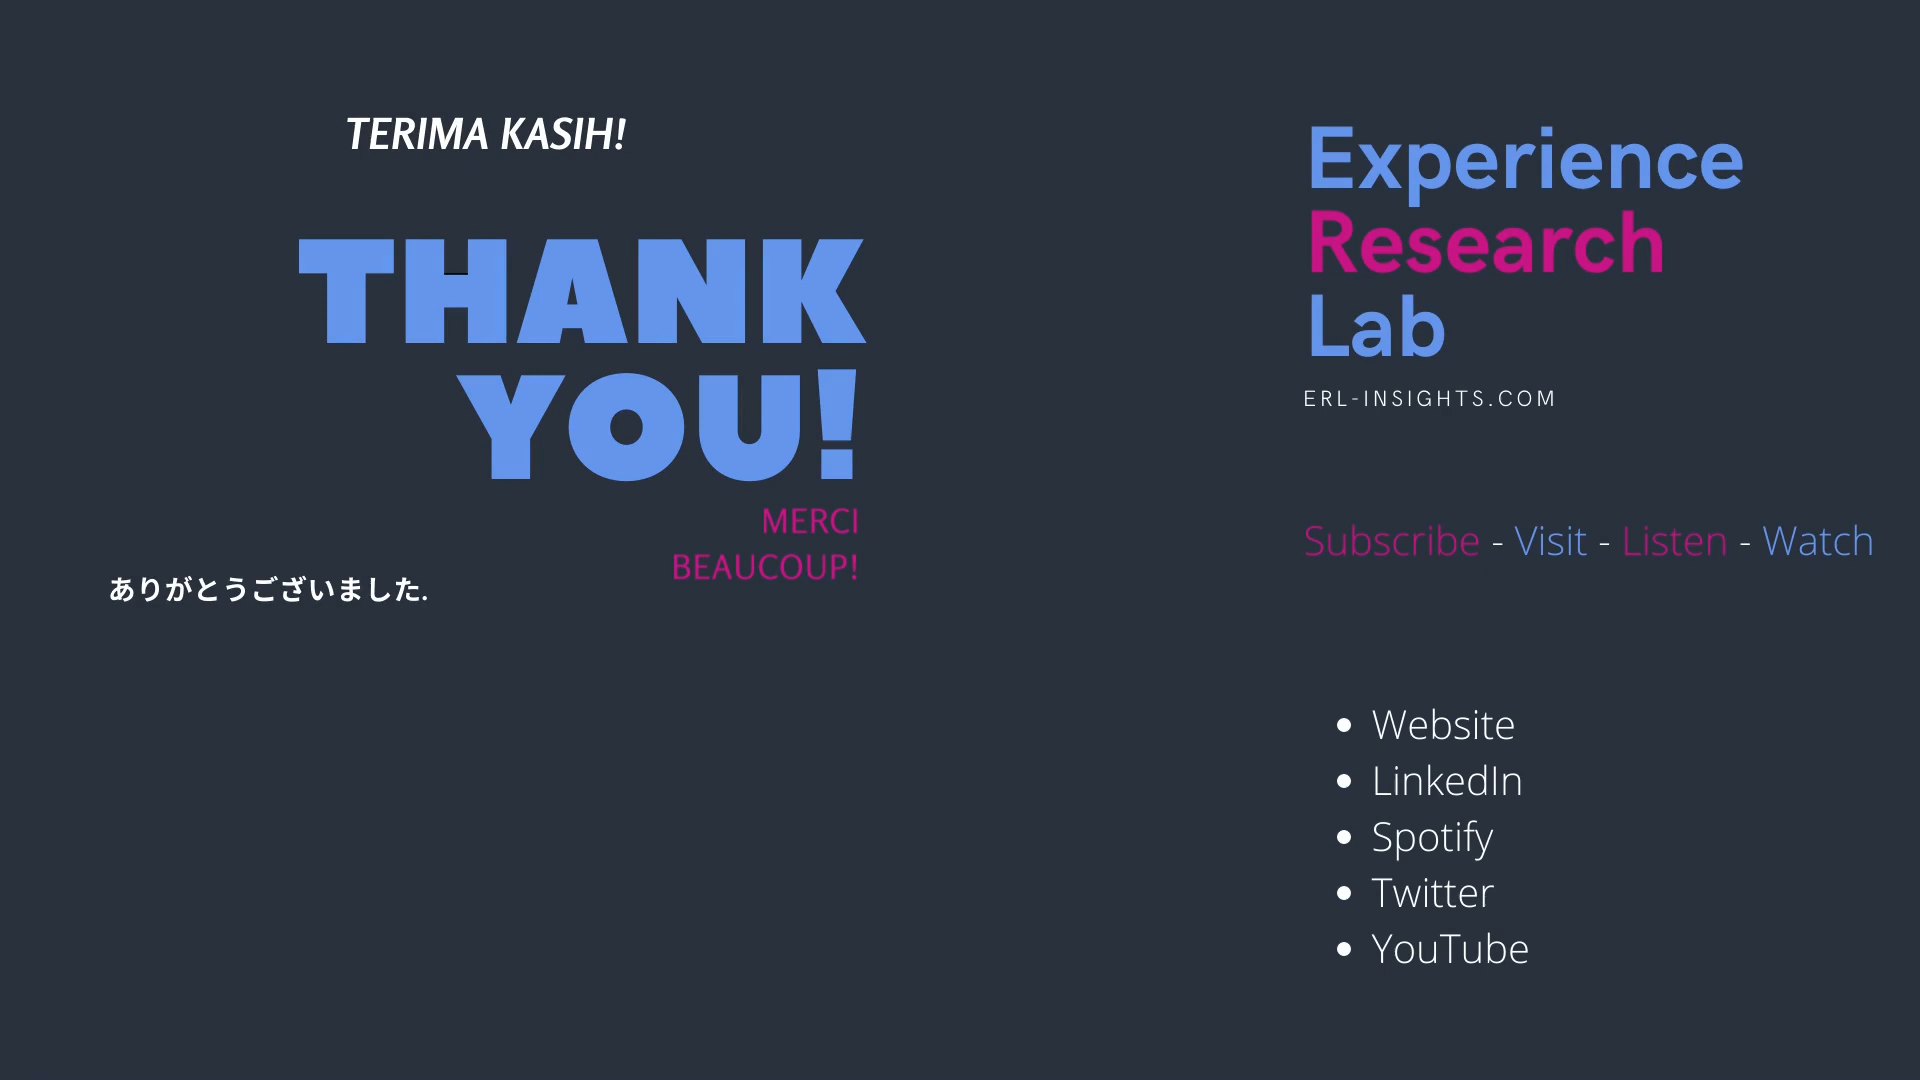 TERIMA KASIH!
THANK
YOU!
MERCI
BEAUCOUP!
ありがとうございました.
Experience
Research
Lab
ERL-INSIGHTS.COM
Subscribe - Visit - Listen - Watch
• Website
• LinkedIn
• Spotify
• Twitter
• YouTube